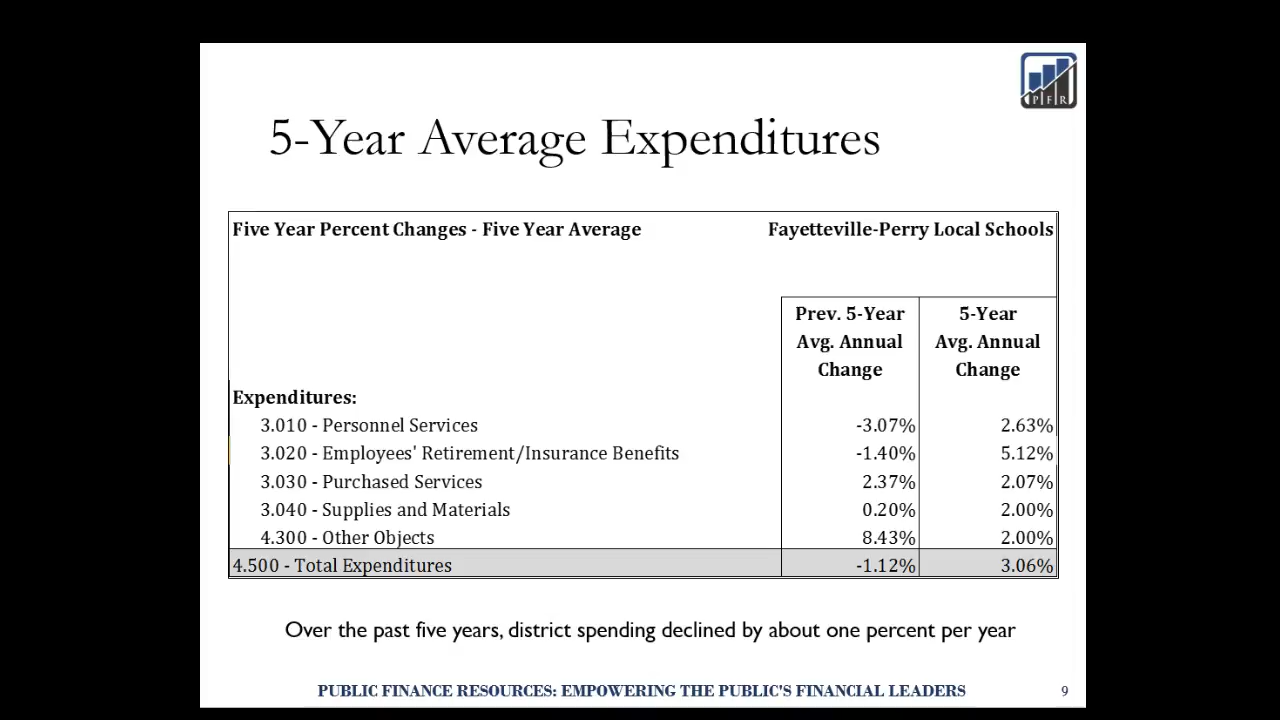 PFR
5-Year Average Expenditures
Five Year Percent Changes - Five Year Average Fayetteville-Perry Local Schools
Prev. 5-Year 5-Year
Avg. Annual Avg. Annual
Change Change
Expenditures:
3.010 - Personnel Services -3.07% 2.63%
3.020 - Employees' Retirement/Insurance Benefits -1.40% 5.12%
3.030 - Purchased Services 2.37% 2.07%
3.040 - Supplies and Materials 0.20% 2.00%
4.300 - Other Objects 8.43% 2.00%
4.500 - Total Expenditures -1.12% 3.06%
Over the past five years, district spending declined by about one percent per year
PUBLIC FINANCE RESOURCES: EMPOWERING THE PUBLIC'S FINANCIAL LEADERS 9